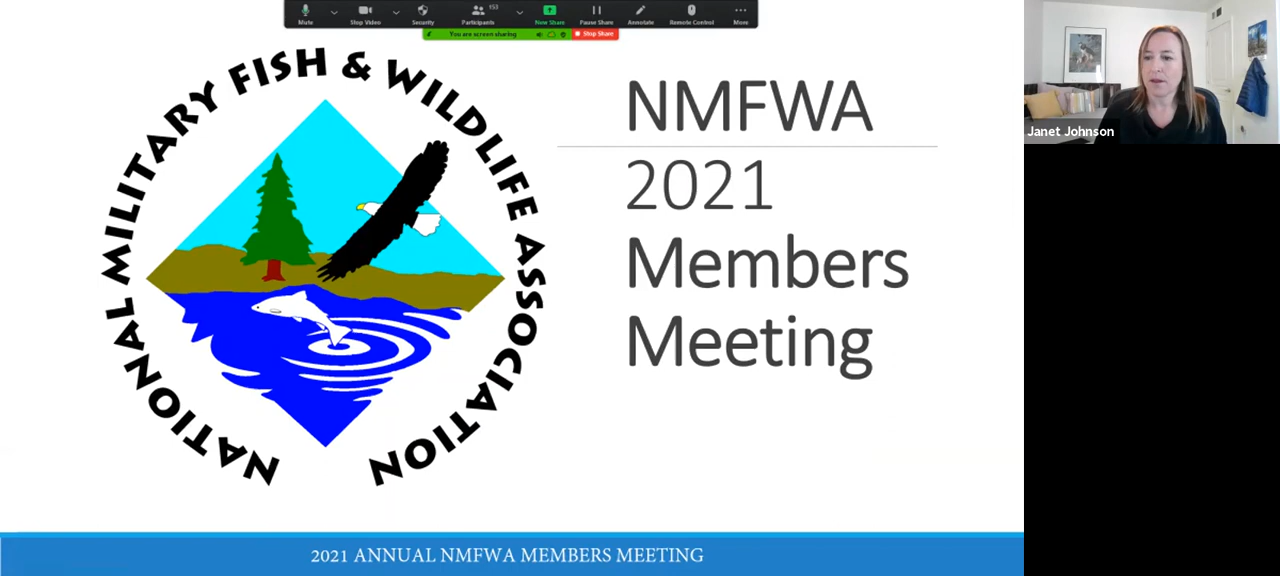 Mute
Stop Video
Security
Participants
153
New Share
Pause Share
Annotate
Remote Control
More
You are screen sharing
Stop Share
NATIONAL MILITARY FISH & WILDLIFE ASSOCIATION
NMFWA
2021
Members
Meeting
Janet Johnson
2021 ANNUAL NMFWA MEMBERS MEETING